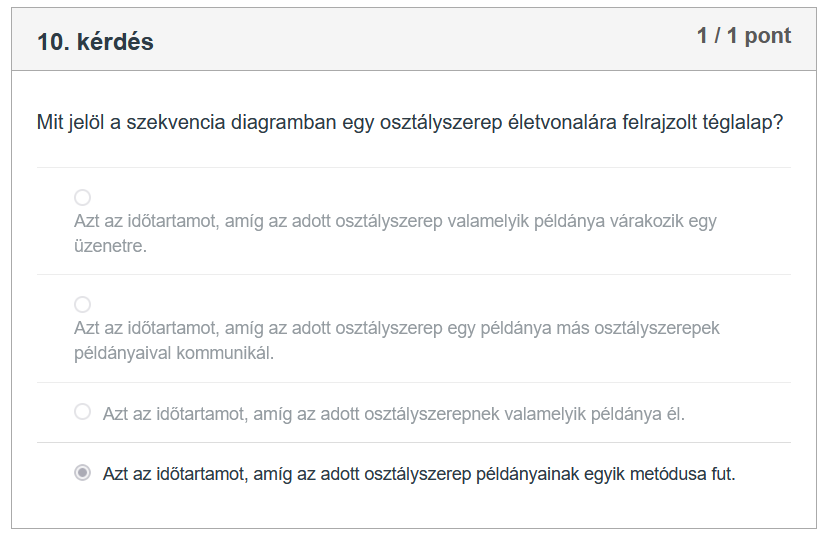 10. kérdés
1 / 1 pont
Mit jelöl a szekvencia diagramban egy osztályszerep életvonalára felrajzolt téglalap?
Azt az időtartamot, amíg az adott osztályszerep valamelyik példánya várakozik egy
üzenetre.
Azt az időtartamot, amíg az adott osztályszerep egy példánya más osztályszerepek
példányaival kommunikál.
Azt az időtartamot, amíg az adott osztályszerepnek valamelyik példánya él.
Azt az időtartamot, amíg az adott osztályszerep példányainak egyik metódusa fut.